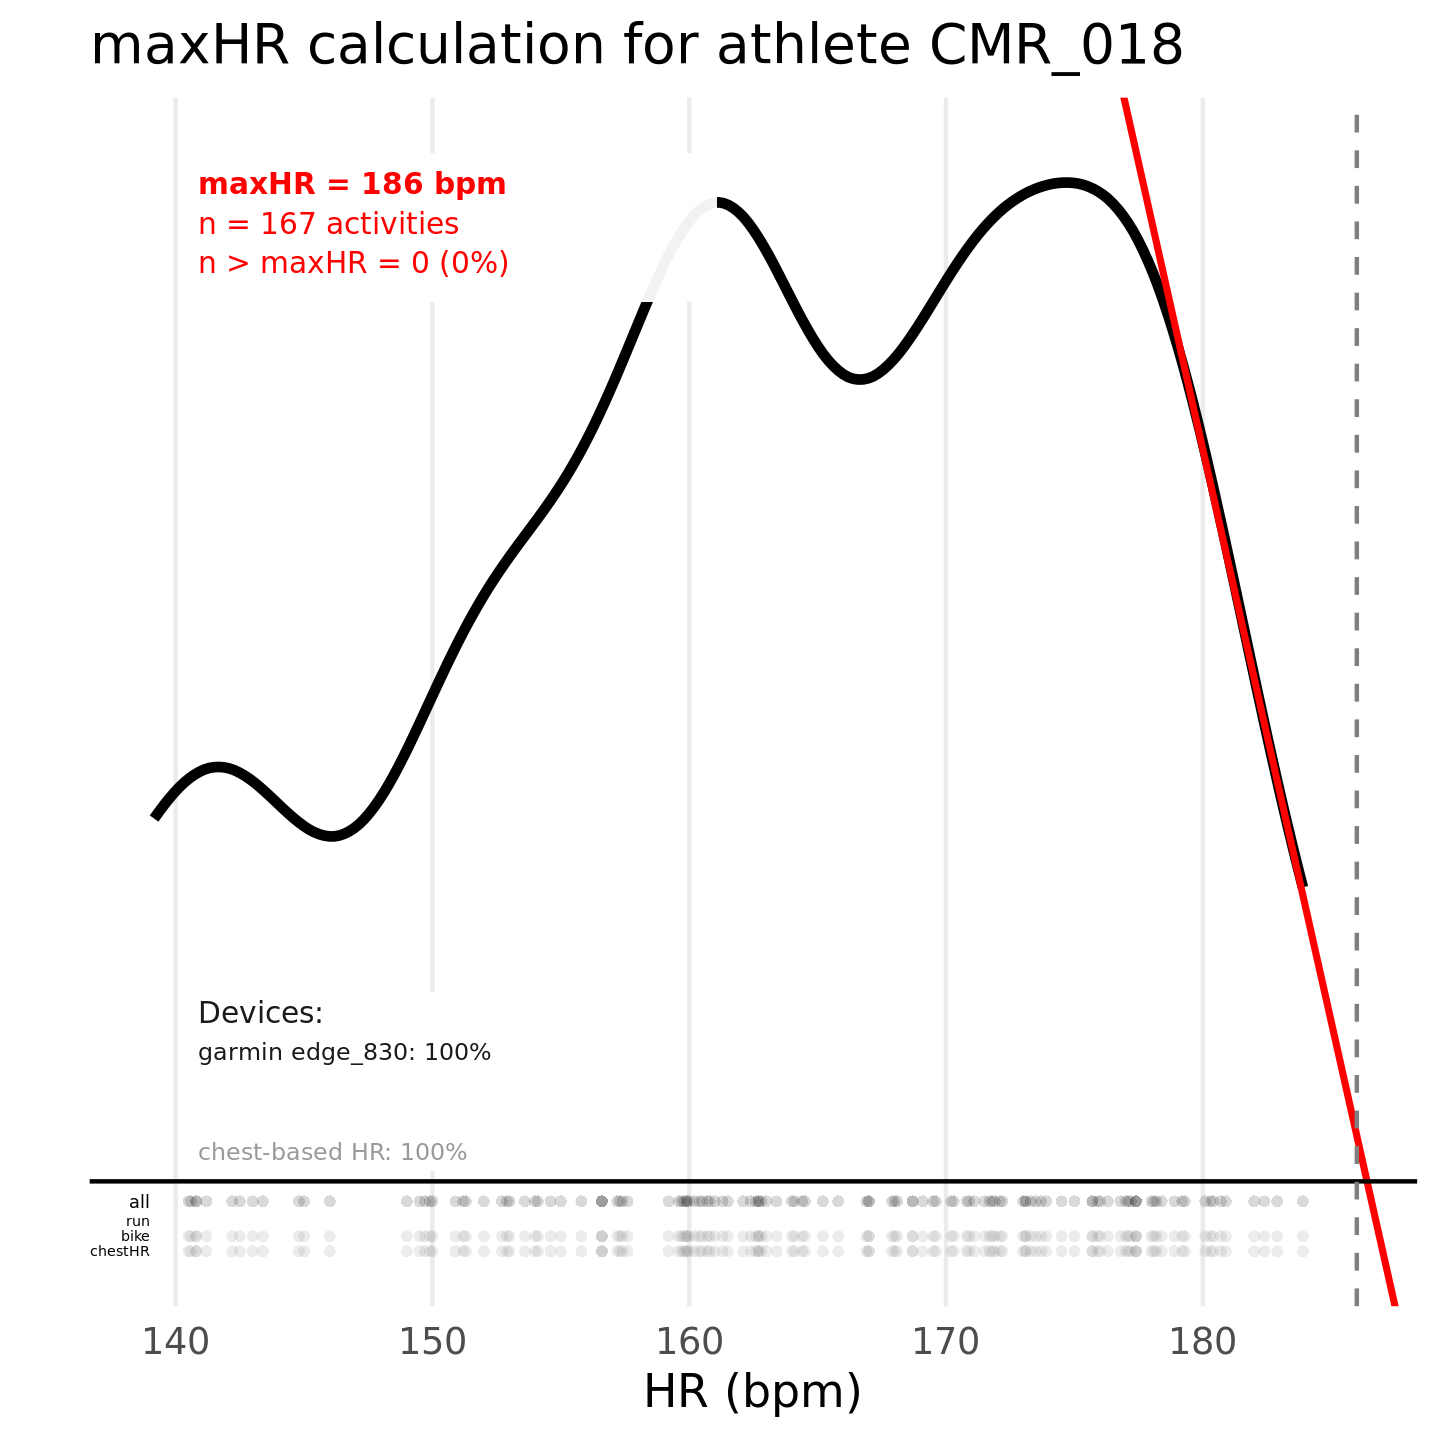 maxHR calculation for athlete CMR_018
maxHR = 186 bpm
n = 167 activities
n > maxHR = 0 (0%)
Devices:
garmin edge_830: 100%
chest-based HR: 100%
all
run
bike
chestHR
140 150 160 170 180
HR (bpm)